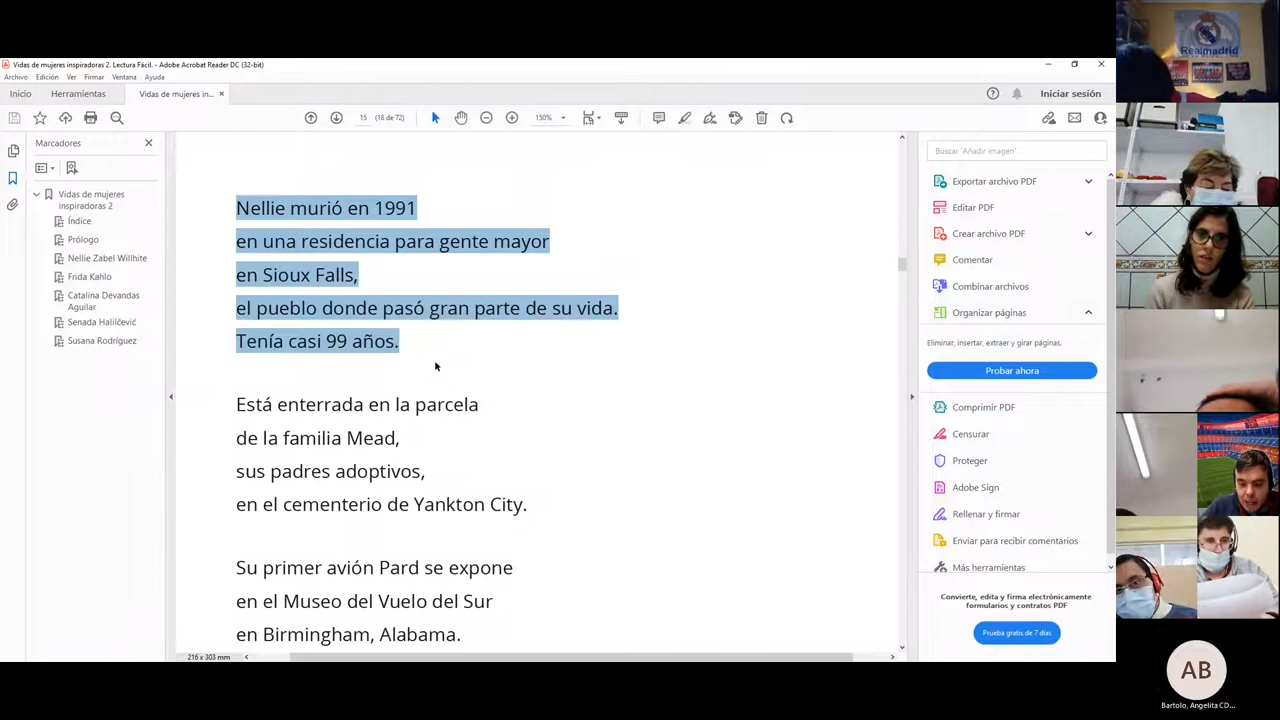 Vidas de mujeres inspiradoras 2. Lectura Fácil. - Adobe Acrobat Reader DC (32-bit)
Archivo Edición Ver Firmar Ventana Ayuda
Inicio Herramientas Vidas de mujeres in... × Iniciar sesión
15 (18 de 72) 150%
Marcadores
Vidas de mujeres
inspiradoras 2
Índice
Prólogo
Nellie Zabel Willhite
Frida Kahlo
Catalina Devandas
Aguilar
Senada Halilčević
Susana Rodríguez
Nellie murió en 1991
en una residencia para gente mayor
en Sioux Falls,
el pueblo donde pasó gran parte de su vida.
Tenía casi 99 años.
Está enterrada en la parcela
de la familia Mead,
sus padres adoptivos,
en el cementerio de Yankton City.
Su primer avión Pard se expone
en el Museo del Vuelo del Sur
en Birmingham, Alabama.
216 x 303 mm
Buscar 'Añadir imagen'
Exportar archivo PDF
Editar PDF
Crear archivo PDF
Comentar
Combinar archivos
Organizar páginas
Eliminar, insertar, extraer y girar páginas.
Probar ahora
Comprimir PDF
Censurar
Proteger
Adobe Sign
Rellenar y firmar
Enviar para recibir comentarios
Más herramientas
Convierte, edita y firma electrónicamente
formularios y contratos PDF
Prueba gratis de 7 días
Realmadrid
AB
Bartolo, Angelita CD...